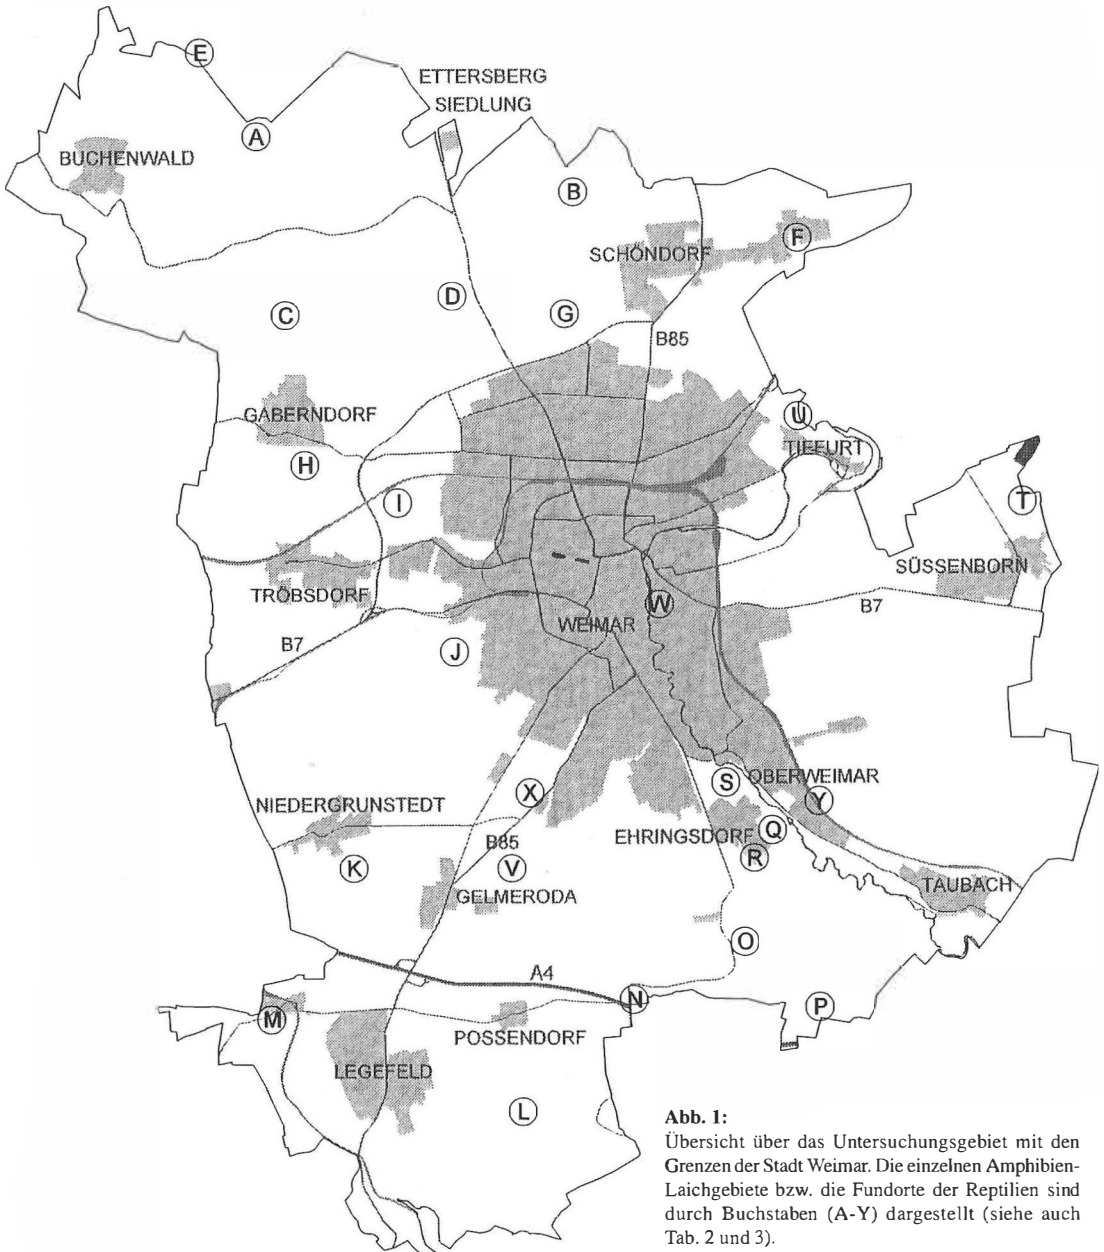 E
ETTERSBERG
SIEDLUNG
A
BUCHENWALD
B
F
SCHÖNDORF
D
C
G
B85
GABERNDORF
U
TIEFURT
H
I
T
SÜSSENBORN
TRÖBSDORF
W
B7
WEIMAR
B7
J
S
OBERWEIMAR
X
Y
NIEDERGRUNSTEDT
Q
EHRINGSDORF
B85
R
K
V
TAUBACH
GELMERODA
O
A4
N
P
M
POSSENDORF
LEGEFELD
L
Abb. 1:
Übersicht über das Untersuchungsgebiet mit den
Grenzen der Stadt Weimar. Die einzelnen Amphibien-
Laichgebiete bzw. die Fundorte der Reptilien sind
durch Buchstaben (A-Y) dargestellt (siehe auch
Tab. 2 und 3).